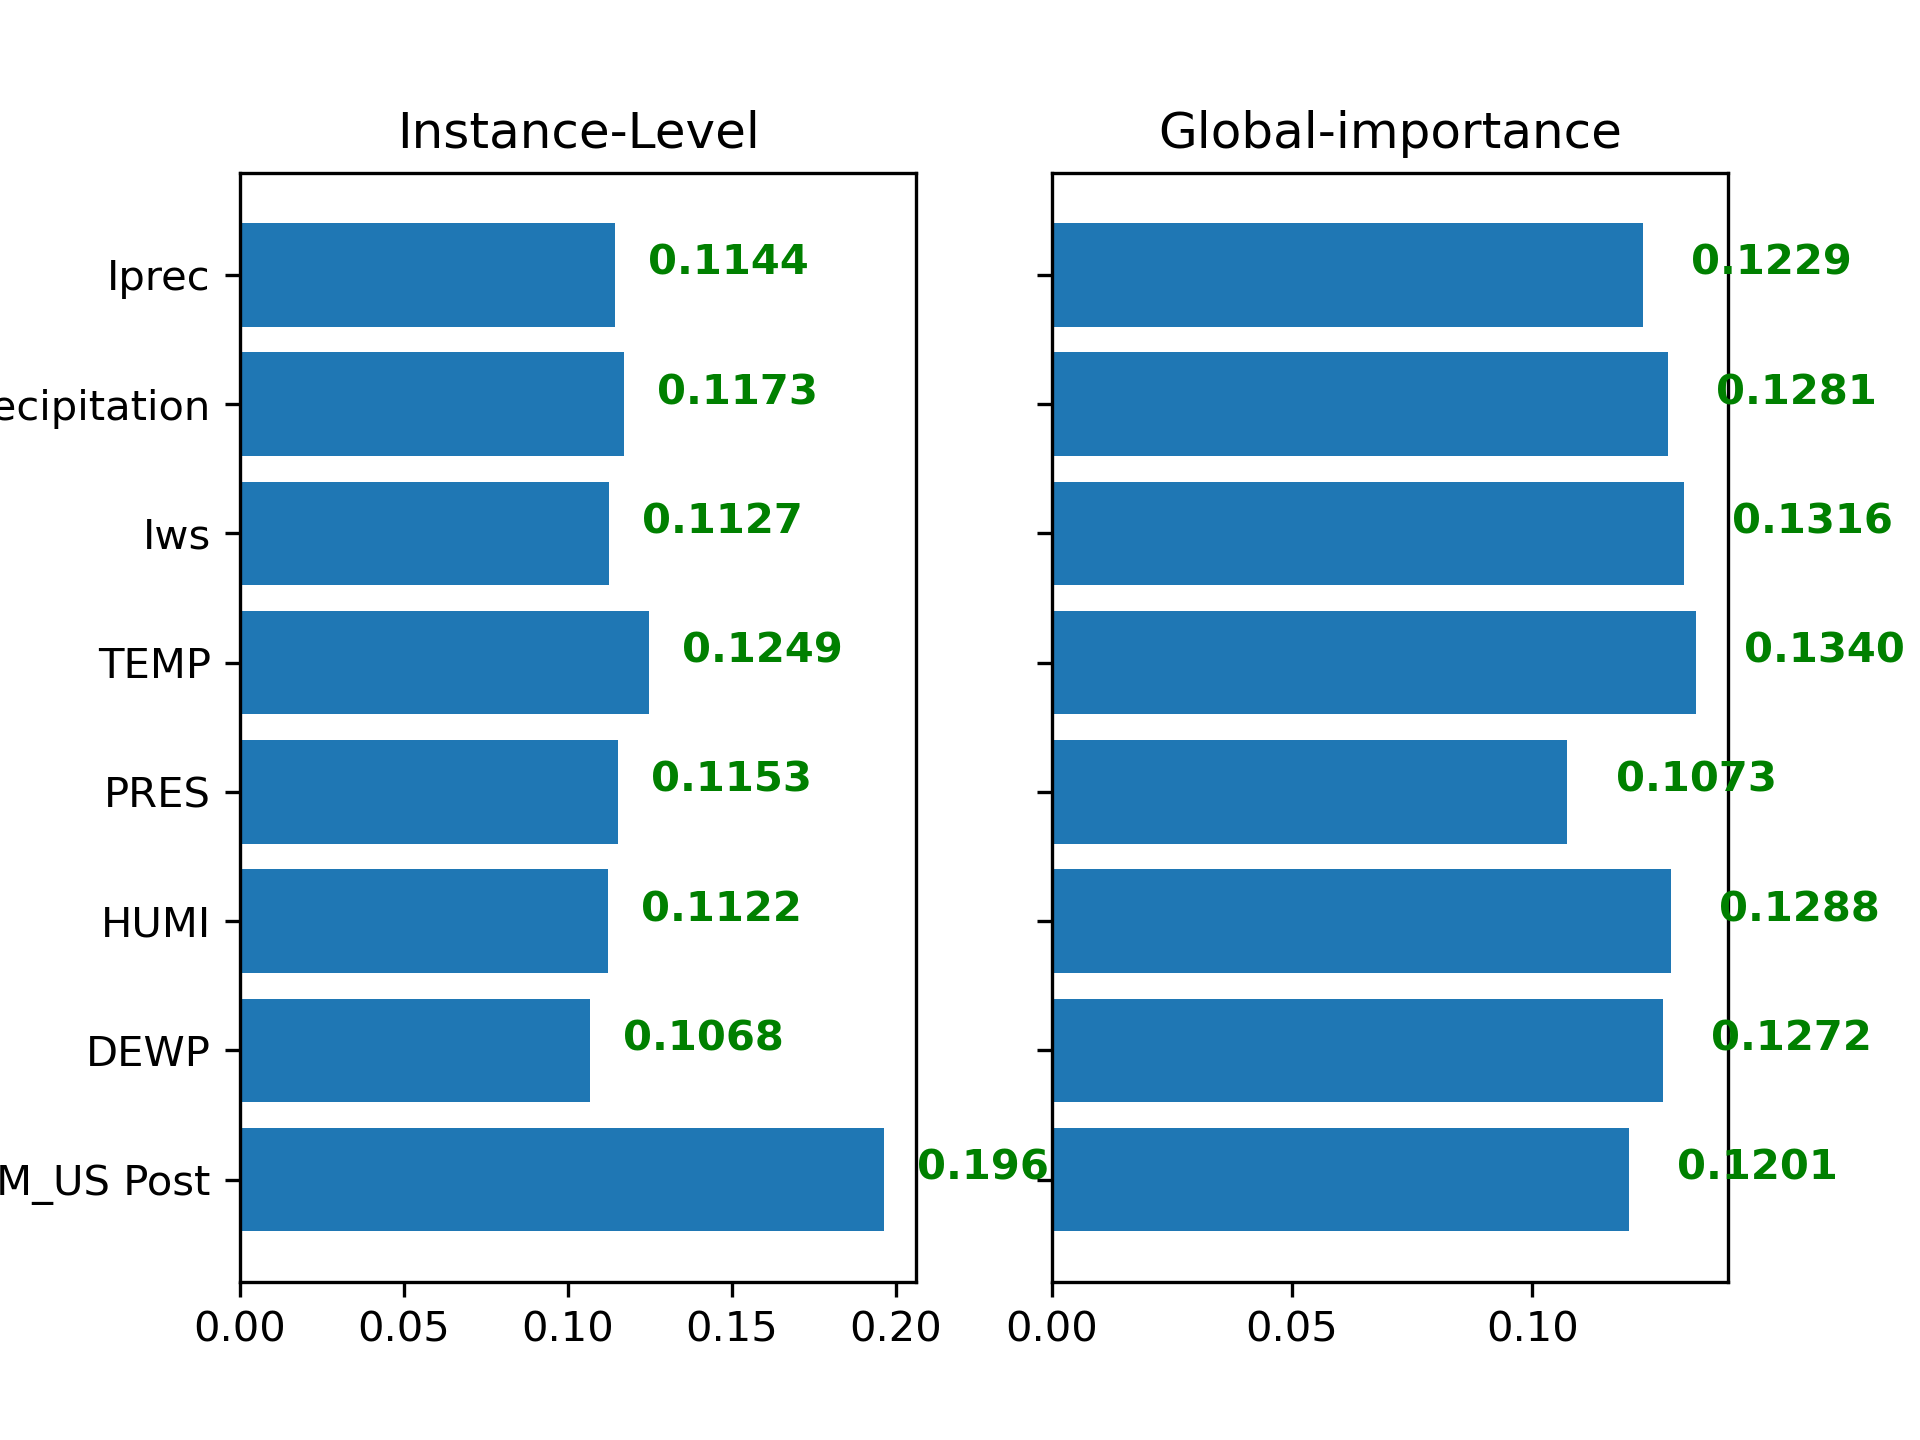 Instance-Level Global-importance
Iprec 0.1144 0.1229
ecipitation 0.1173 0.1281
Iws 0.1127 0.1316
TEMP 0.1249 0.1340
PRES 0.1153 0.1073
HUMI 0.1122 0.1288
DEWP 0.1068 0.1272
M_US Post 0.196 0.1201
0.00 0.05 0.10 0.15 0.20 0.00 0.05 0.10